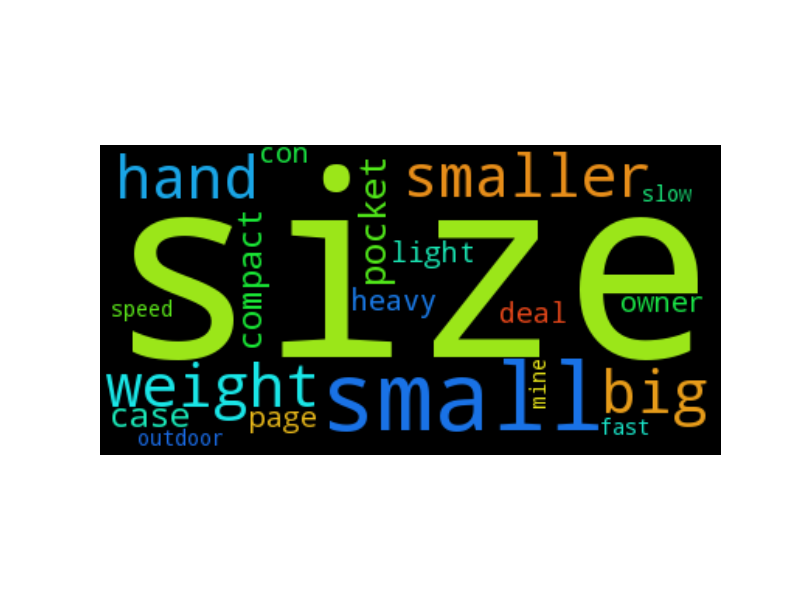 hand
con
pocket
smaller
slow
size
compact
light
speed
heavy
deal
owner
weight
small
mine
big
case
page
fast
outdoor